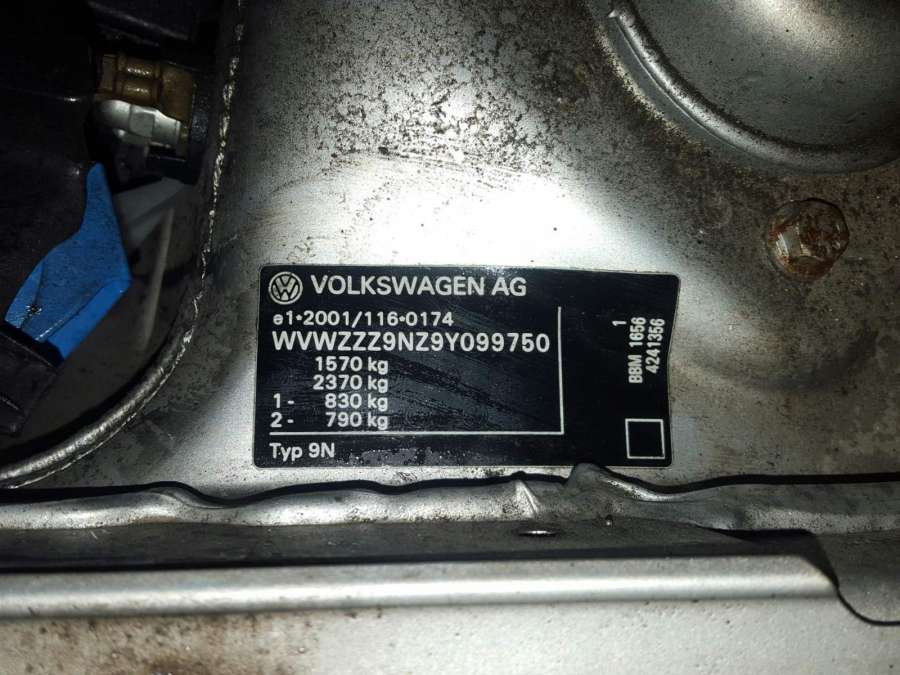 VOLKSWAGEN AG
e1•2001/116•0174
WVWZZZ9NZ9Y099750
1570 kg
2370 kg
1 - 830 kg
2 - 790 kg
Typ 9N
1
BBM 1656
4241356